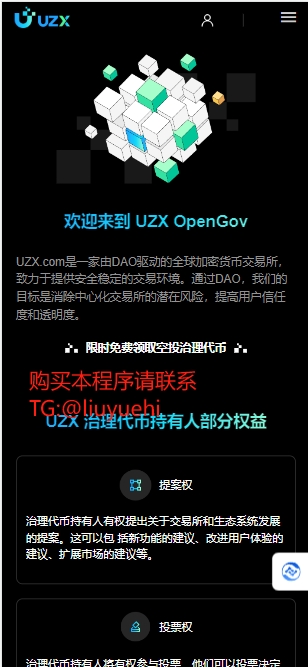 UZX
欢迎来到 UZX OpenGov
UZX.com是一家由DAO驱动的全球加密货币交易所，
致力于提供安全稳定的交易环境。通过DAO，我们的
目标是消除中心化交易所的潜在风险，提高用户信任
度和透明度。
限时免费领取空投治理代币
购买本程序请联系
TG:@liuyuehi
UZX 治理代币持有人部分权益
提案权
治理代币持有人有权提出关于交易所和生态系统发展
的提案。这可以包 括新功能的建议、改进用户体验的
建议、扩展市场的建议等。
投票权
治理代币持有人将有权参与投票，他们可以投票决定